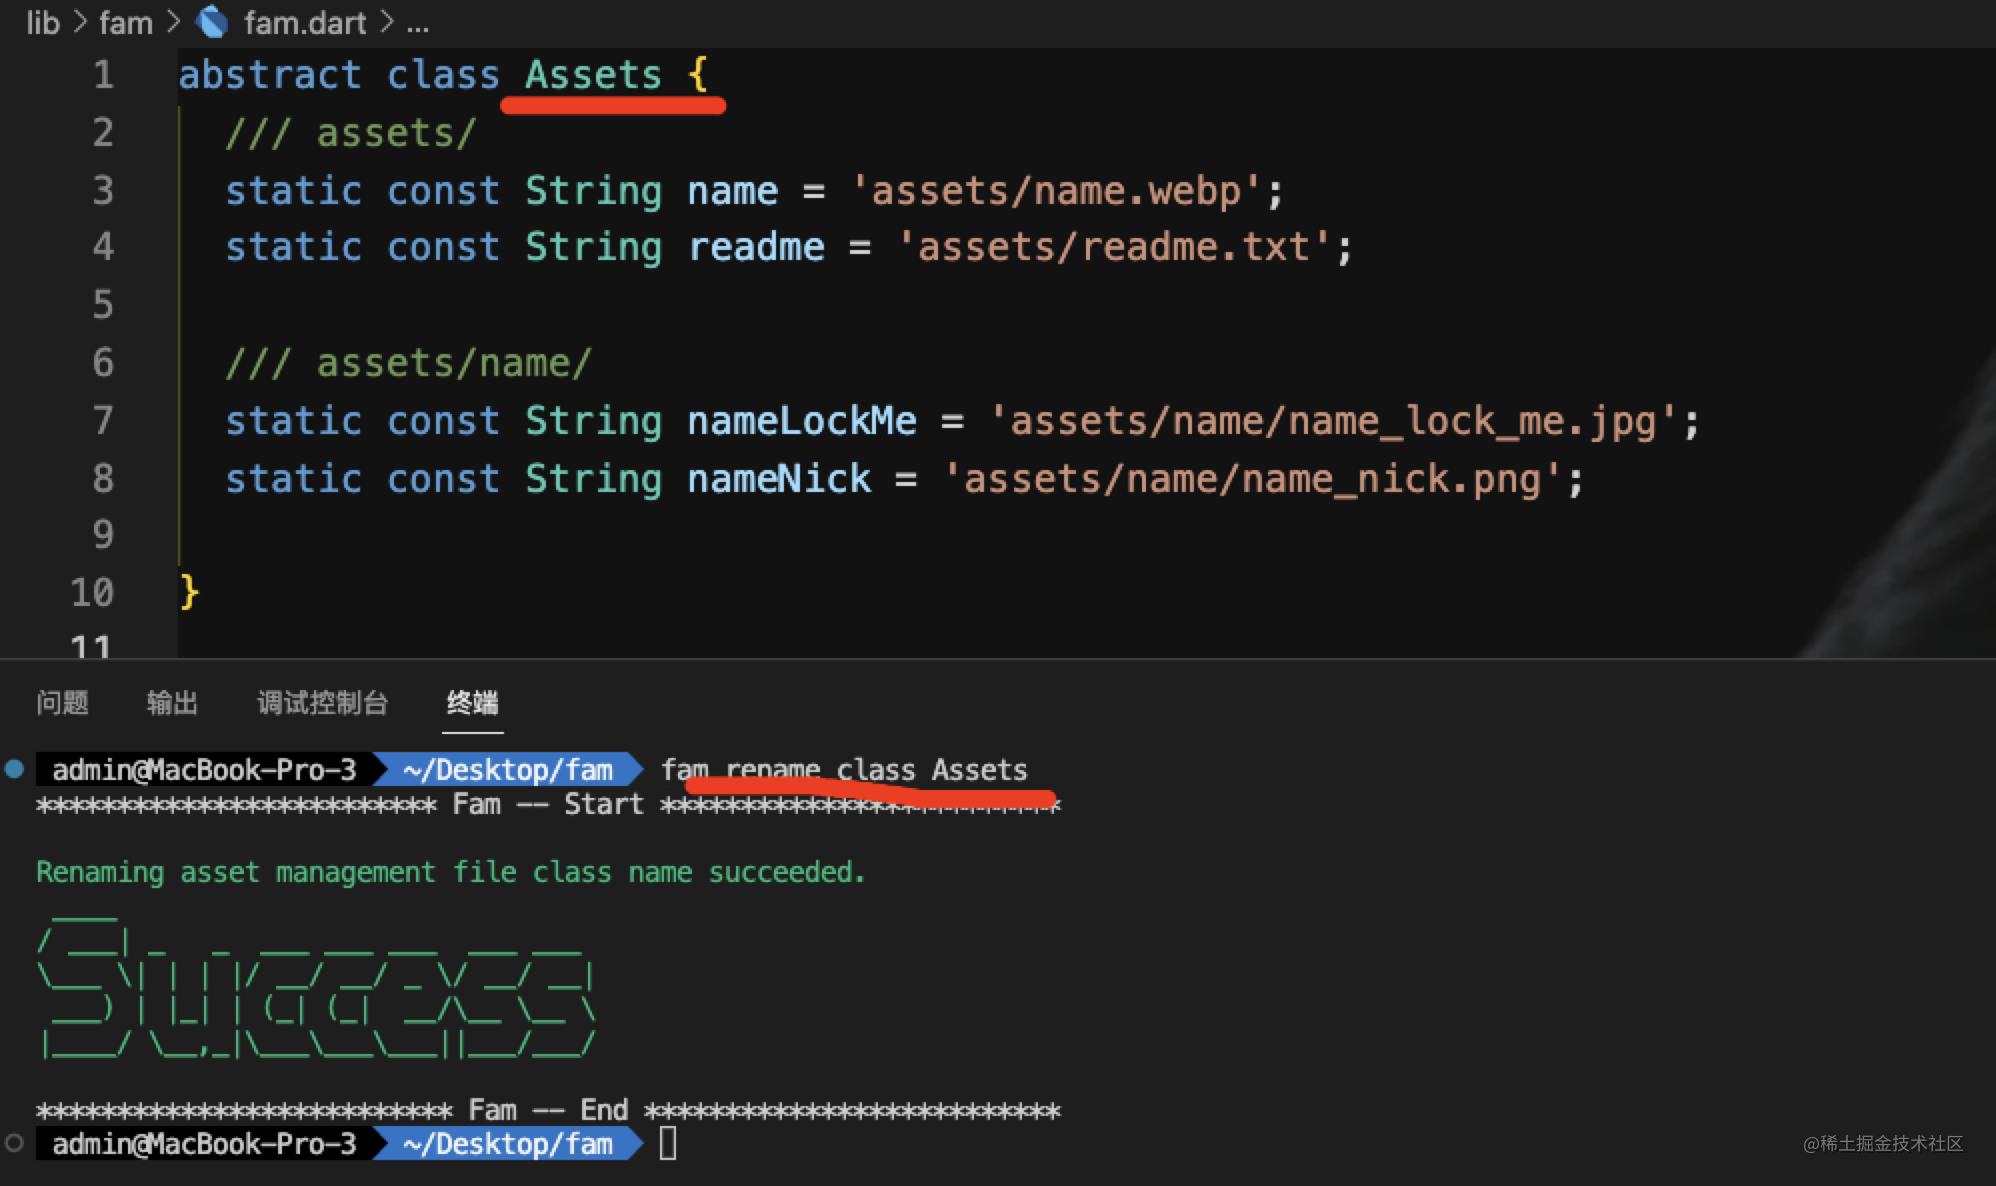 lib > fam > fam.dart > ...
1 abstract class Assets {
2   /// assets/
3   static const String name = 'assets/name.webp';
4   static const String readme = 'assets/readme.txt';
5
6   /// assets/name/
7   static const String nameLockMe = 'assets/name/name_lock_me.jpg';
8   static const String nameNick = 'assets/name/name_nick.png';
9
10 }
11
问题 输出 调试控制台 终端
admin@MacBook-Pro-3 ~/Desktop/fam fam rename class Assets
************************* Fam -- Start *************************
Renaming asset management file class name succeeded.
Success
************************** Fam -- End **************************
admin@MacBook-Pro-3 ~/Desktop/fam
@稀土掘金技术社区